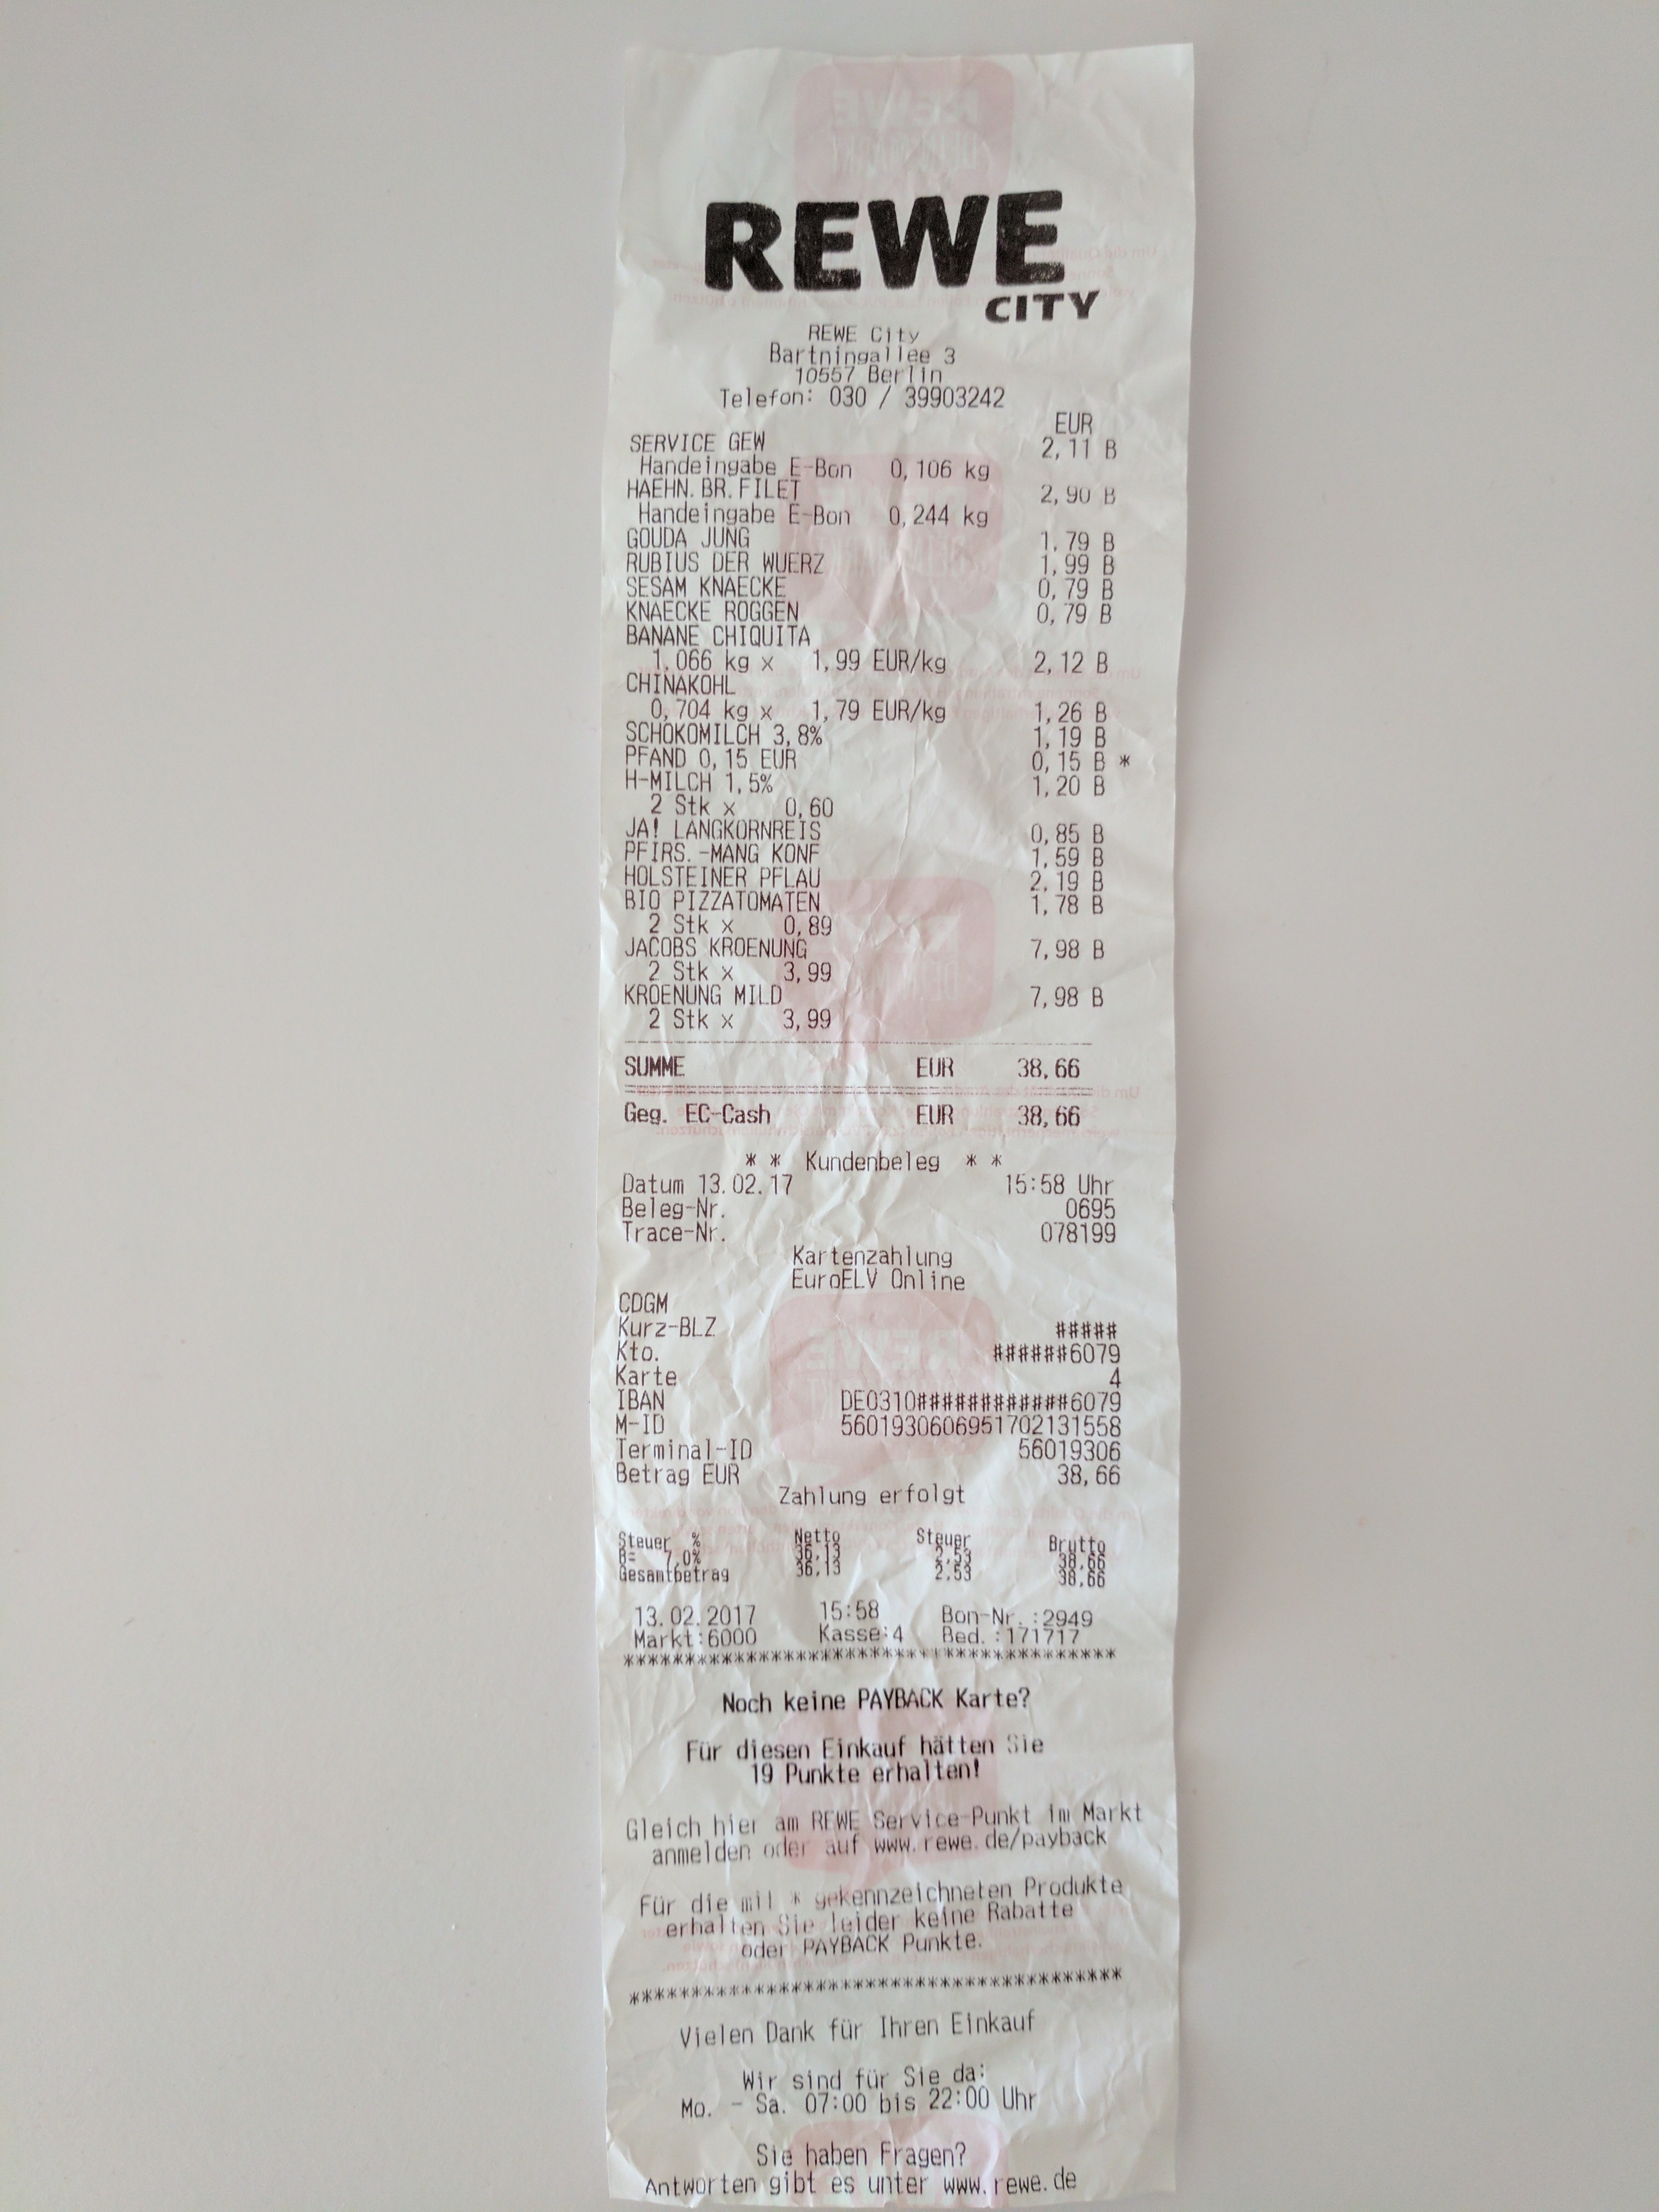 REWE
CITY
REWE City
Bartningallee 3
10557 Berlin
Telefon: 030 / 39903242
EUR
SERVICE GEW 2,11 B
Handeingabe E-Bon 0,106 kg
HAEHN.BR.FILET 2,90 B
Handeingabe E-Bon 0,244 kg
GOUDA JUNG 1,79 B
RUBIUS DER WUERZ 1,99 B
SESAM KNAECKE 0,79 B
KNAECKE ROGGEN 0,79 B
BANANE CHIQUITA
1,066 kg x 1,99 EUR/kg 2,12 B
CHINAKOHL
0,704 kg x 1,79 EUR/kg 1,26 B
SCHOKOMILCH 3,8% 1,19 B
PFAND 0,15 EUR 0,15 B *
H-MILCH 1,5% 1,20 B
2 Stk x 0,60
JA! LANGKORNREIS 0,85 B
PFIRS.-MANG KONF 1,59 B
HOLSTEINER PFLAU 2,19 B
BIO PIZZATOMATEN 1,78 B
2 Stk x 0,89
JACOBS KROENUNG 7,98 B
2 Stk x 3,99
KROENUNG MILD 7,98 B
2 Stk x 3,99
SUMME EUR 38,66
Geg. EC-Cash EUR 38,66
* * Kundenbeleg * *
Datum 13.02.17 15:58 Uhr
Beleg-Nr. 0695
Trace-Nr. 078199
Kartenzahlung
EuroELV Online
CDGM
Kurz-BLZ #####
Kto. ######6079
Karte 4
IBAN DE0310############6079
M-ID 5601930606951702131558
Terminal-ID 56019306
Betrag EUR 38,66
Zahlung erfolgt
Steuer % Netto Steuer Brutto
B= 7,0% 36,13 2,53 38,66
Gesamtbetrag 36,13 2,53 38,66
13.02.2017 15:58 Bon-Nr.:2949
Markt:6000 Kasse:4 Bed.:171717
****************************************
Noch keine PAYBACK Karte?
Für diesen Einkauf hätten Sie
19 Punkte erhalten!
Gleich hier am REWE Service-Punkt im Markt
anmelden oder auf www.rewe.de/payback
Für die mit * gekennzeichneten Produkte
erhalten Sie leider keine Rabatte
oder PAYBACK Punkte.
****************************************
Vielen Dank für Ihren Einkauf
Wir sind für Sie da:
Mo. - Sa. 07:00 bis 22:00 Uhr
Sie haben Fragen?
Antworten gibt es unter www.rewe.de